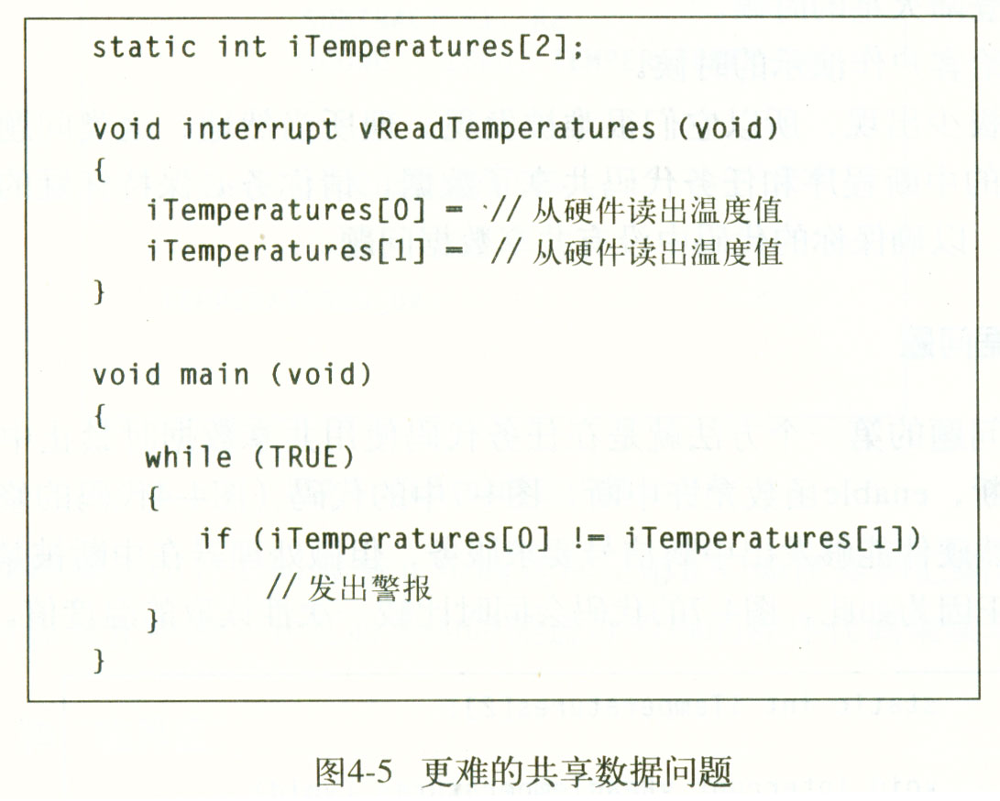 static int iTemperatures[2];
void interrupt vReadTemperatures (void)
{
iTemperatures[0] = // 从硬件读出温度值
iTemperatures[1] = // 从硬件读出温度值
}
void main (void)
{
while (TRUE)
{
if (iTemperatures[0] != iTemperatures[1])
// 发出警报
}
}
图4-5 更难的共享数据问题